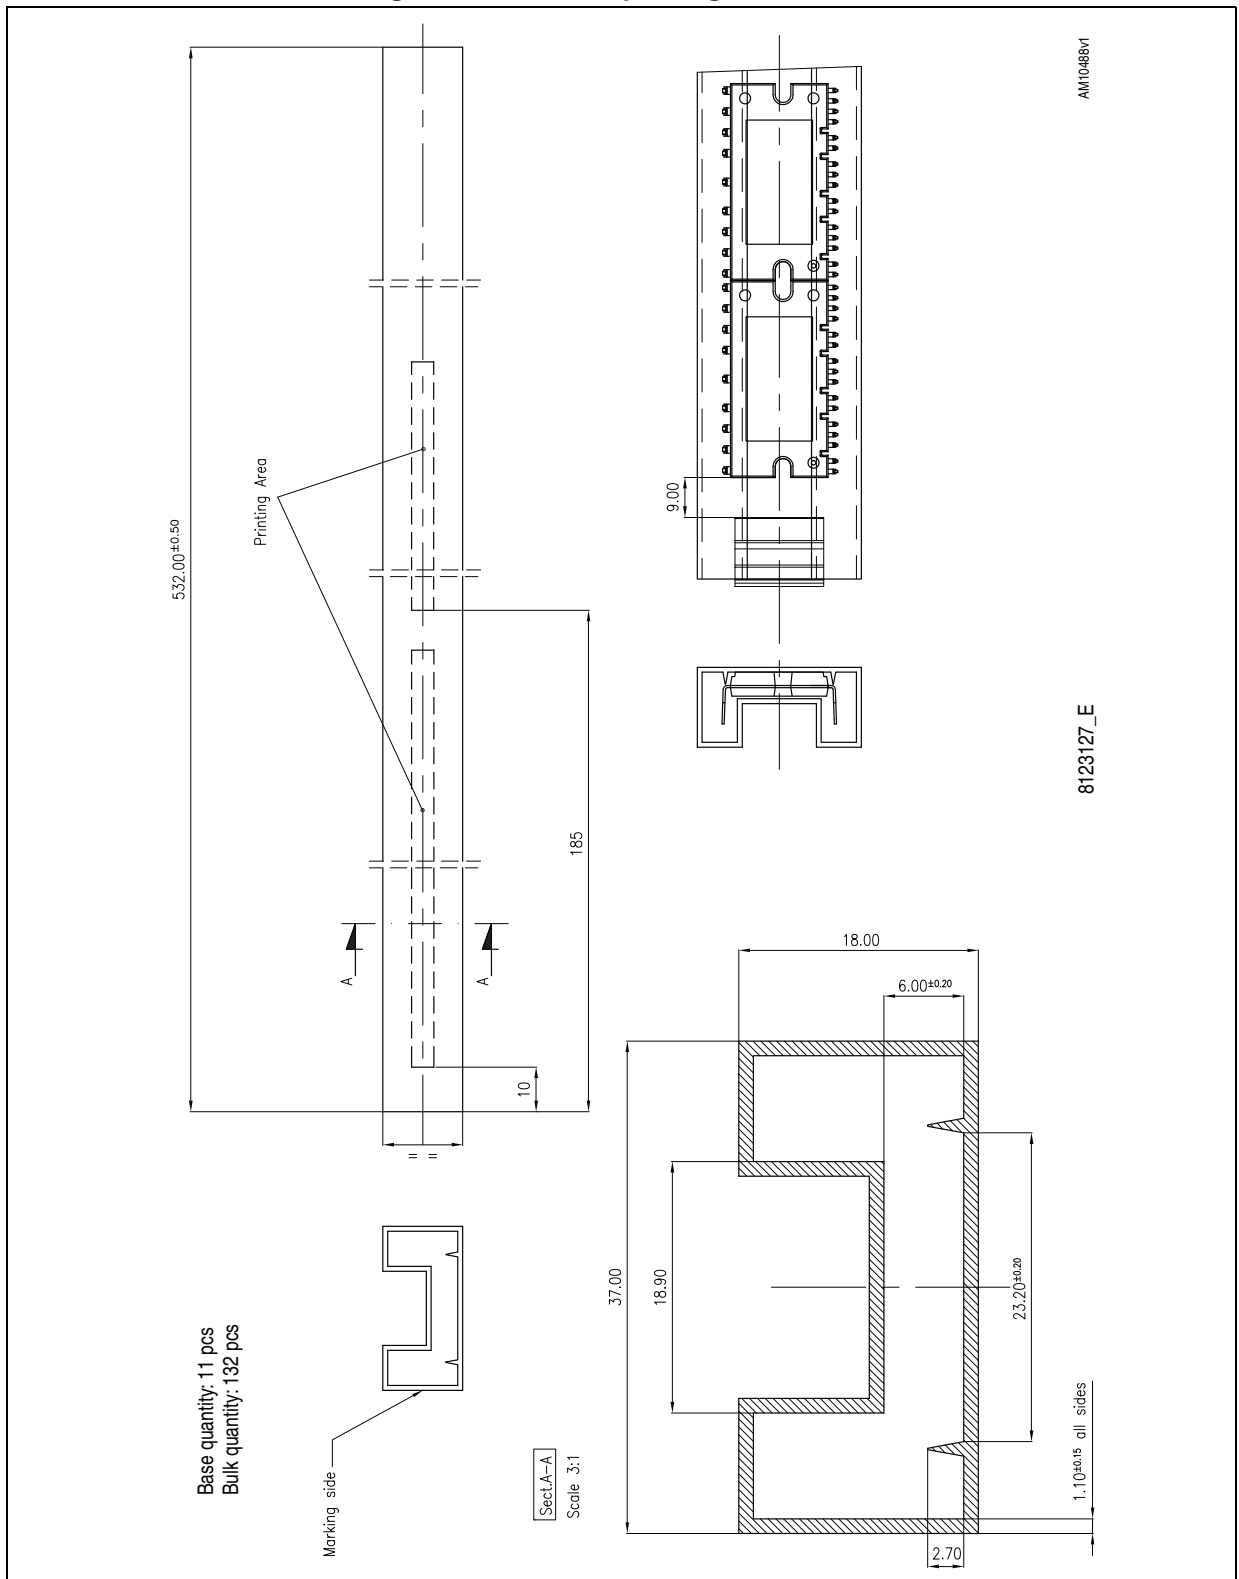 AM10488v1
532.00±0.50
Printing Area
9.00
185
10
A
A
= =
8123127_E
Base quantity: 11 pcs
Bulk quantity: 132 pcs
Marking side
Sect.A-A
Scale 3:1
18.00
6.00±0.20
37.00
18.90
23.20±0.20
1.10±0.15 all sides
2.70